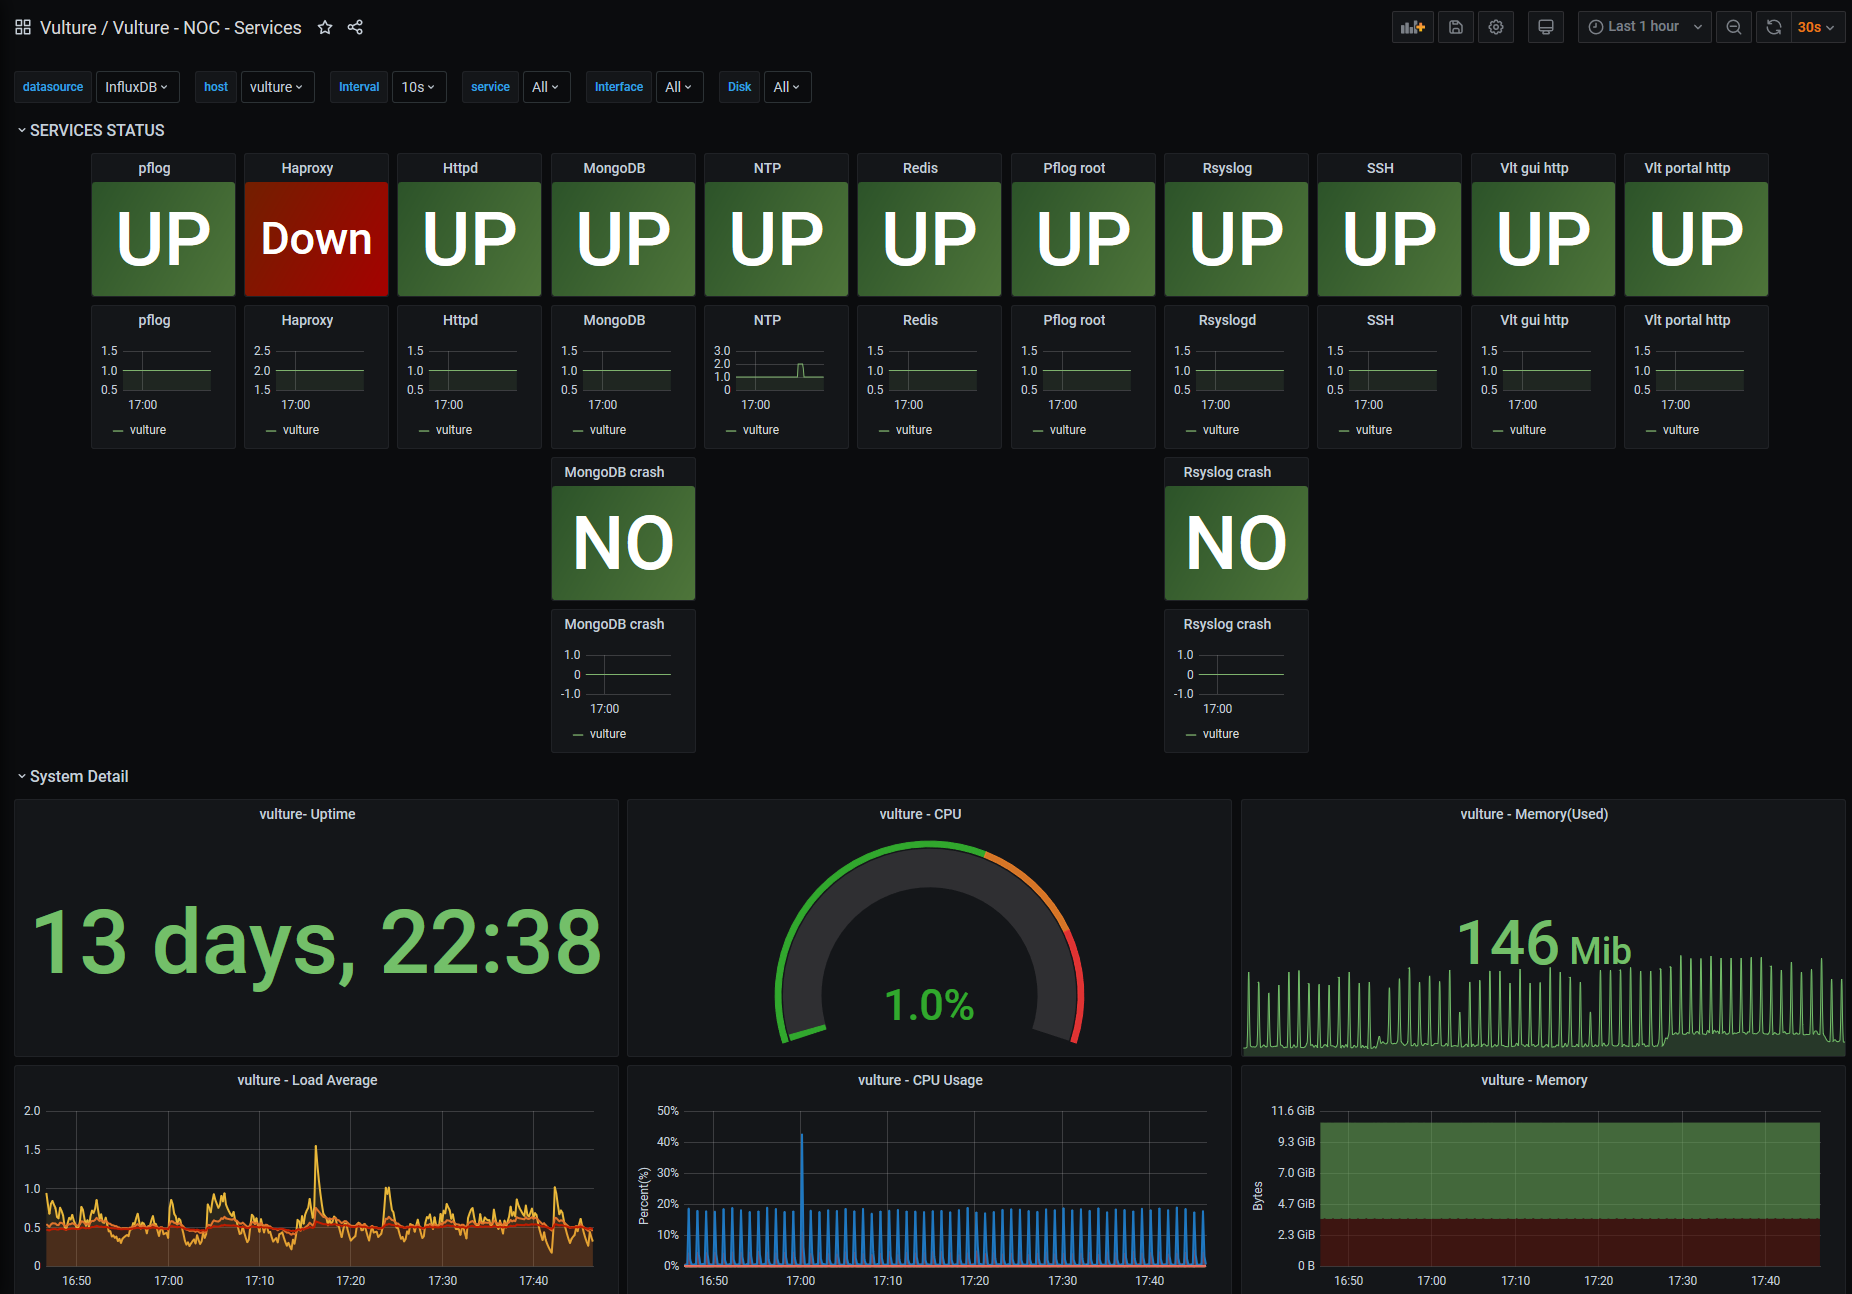 Vulture / Vulture - NOC - Services
Last 1 hour
30s
datasource InfluxDB host vulture Interval 10s service All Interface All Disk All
SERVICES STATUS
pflog Haproxy Httpd MongoDB NTP Redis Pflog root Rsyslog SSH Vlt gui http Vlt portal http
UP Down UP UP UP UP UP UP UP UP UP
pflog Haproxy Httpd MongoDB NTP Redis Pflog root Rsyslogd SSH Vlt gui http Vlt portal http
1.5 2.5 1.5 1.5 3.0 1.5 1.5 1.5 1.5 1.5 1.5
2.0
1.0 2.0 1.0 1.0 1.0 1.0 1.0 1.0 1.0 1.0 1.0
0.5 1.5 0.5 0.5 0 0.5 0.5 0.5 0.5 0.5 0.5
17:00 17:00 17:00 17:00 17:00 17:00 17:00 17:00 17:00 17:00 17:00
vulture vulture vulture vulture vulture vulture vulture vulture vulture vulture vulture
MongoDB crash Rsyslog crash
NO NO
MongoDB crash Rsyslog crash
1.0 1.0
0 0
-1.0 -1.0
17:00 17:00
vulture vulture
System Detail
vulture- Uptime
13 days, 22:38
vulture - CPU
1.0%
vulture - Memory(Used)
146 Mib
vulture - Load Average
2.0
1.5
1.0
0.5
0
16:50 17:00 17:10 17:20 17:30 17:40
vulture - CPU Usage
Percent(%)
50%
40%
30%
20%
10%
0%
16:50 17:00 17:10 17:20 17:30 17:40
vulture - Memory
Bytes
11.6 GiB
9.3 GiB
7.0 GiB
4.7 GiB
2.3 GiB
0 B
16:50 17:00 17:10 17:20 17:30 17:40